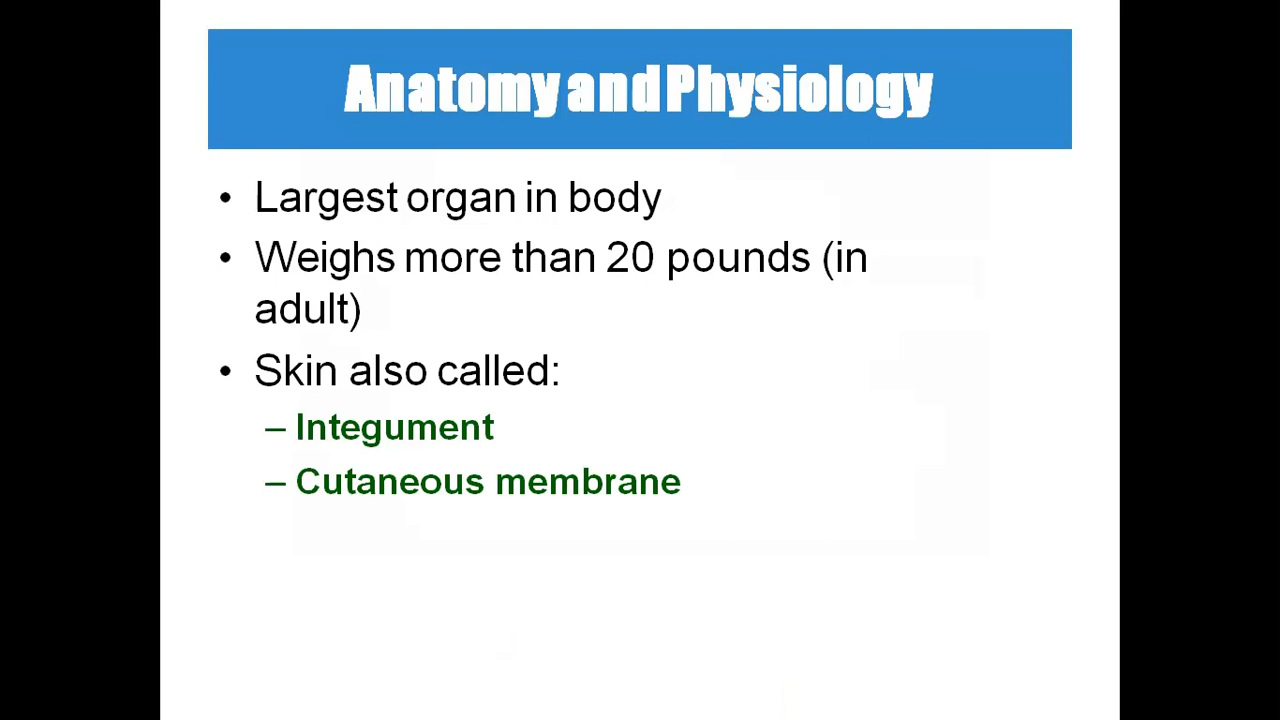 Anatomy and Physiology
• Largest organ in body
• Weighs more than 20 pounds (in
adult)
• Skin also called:
– Integument
– Cutaneous membrane